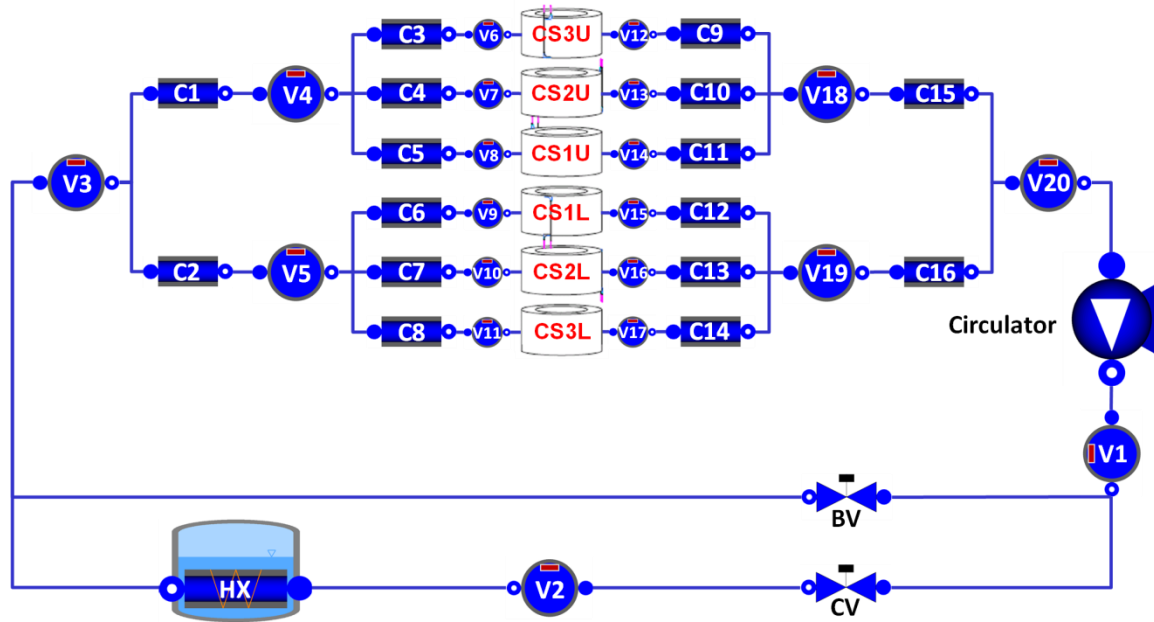 C3 V6 CS3U V12 C9
C1 V4 C4 V7 CS2U V13 C10 V18 C15
C5 V8 CS1U V14 C11
V3 V20
C6 V9 CS1L V15 C12
C2 V5 C7 V10 CS2L V16 C13 V19 C16
C8 V11 CS3L V17 C14
Circulator
V1
BV
HX V2
CV